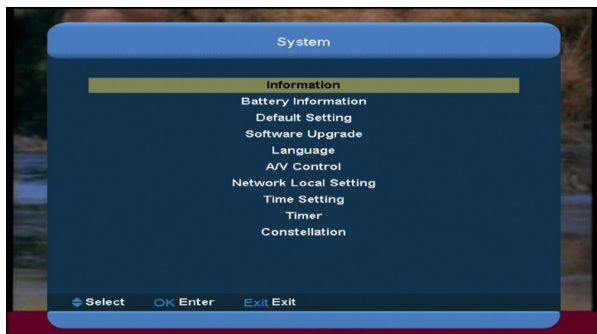 System
Information
Battery Information
Default Setting
Software Upgrade
Language
A/V Control
Network Local Setting
Time Setting
Timer
Constellation
Select OK Enter Exit Exit